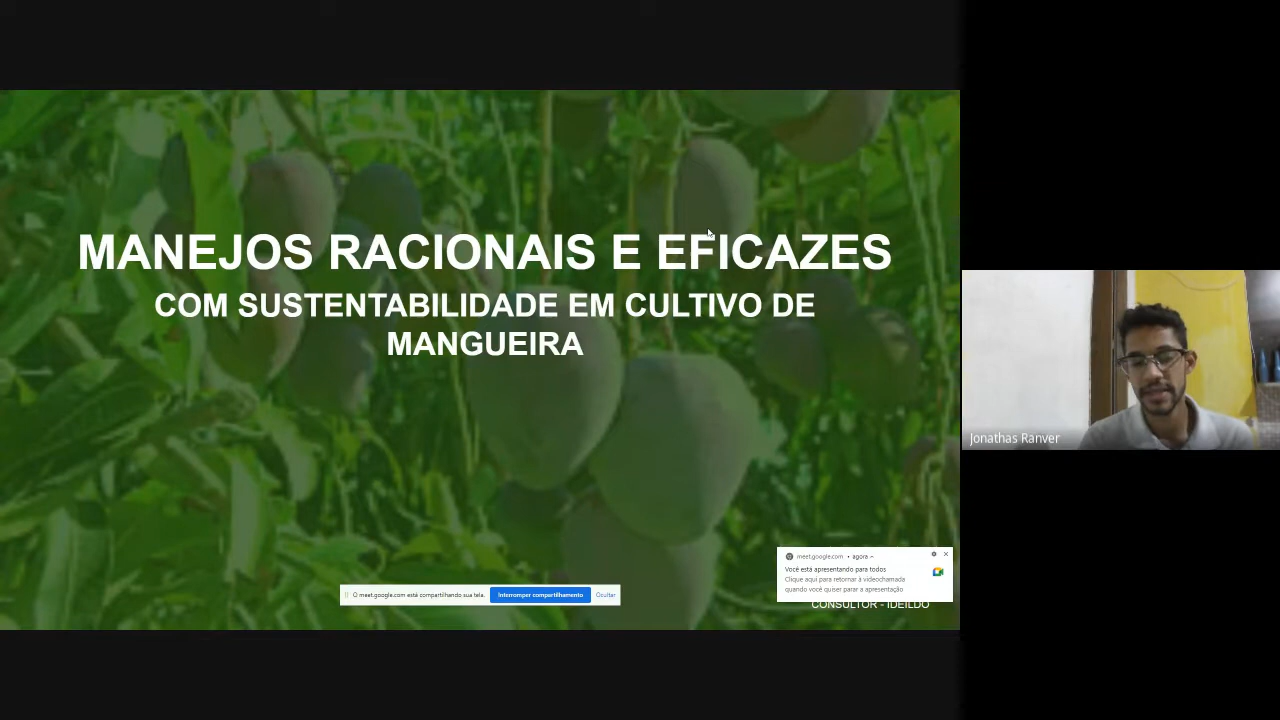 MANEJOS RACIONAIS E EFICAZES
COM SUSTENTABILIDADE EM CULTIVO DE
MANGUEIRA
Jonathas Ranver
meet.google.com • agora
Você está apresentando para todos
Clique aqui para retornar à videochamada
quando você quiser parar a apresentação
O meet.google.com está compartilhando sua tela.
Interromper compartilhamento
Ocultar
CONSULTOR - IDEILDO